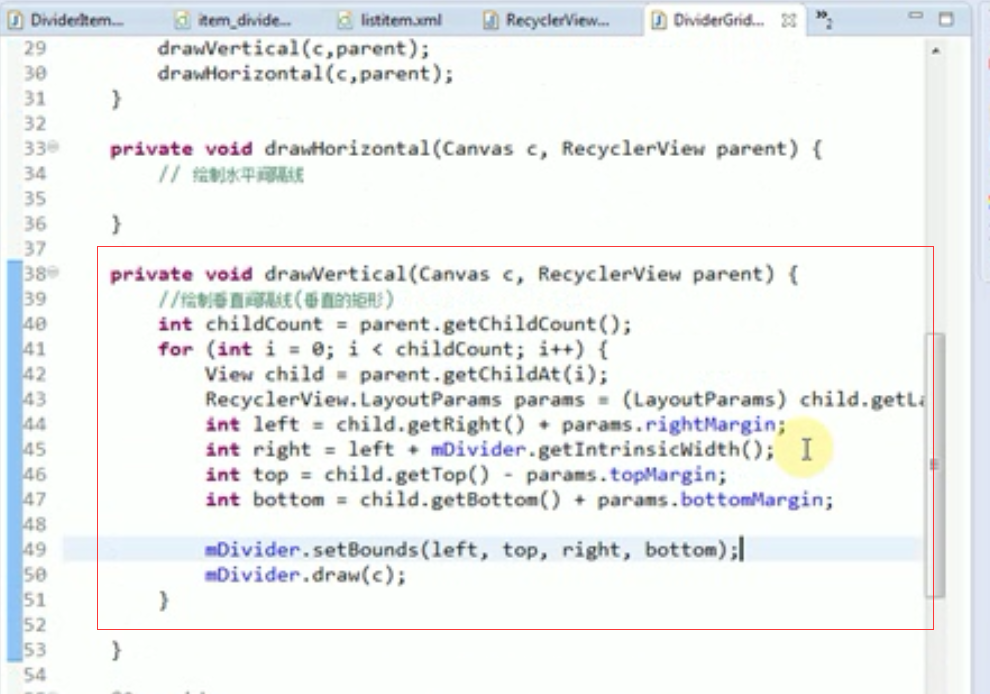 DividerItem...
item_divide...
listitem.xml
RecyclerView...
DividerGrid...
»2
29 drawVertical(c,parent);
30 drawHorizontal(c,parent);
31 }
32
33 private void drawHorizontal(Canvas c, RecyclerView parent) {
34 // 绘制水平间隔线
35
36 }
37
38 private void drawVertical(Canvas c, RecyclerView parent) {
39 //绘制垂直间隔线(垂直的矩形)
40 int childCount = parent.getChildCount();
41 for (int i = 0; i < childCount; i++) {
42 View child = parent.getChildAt(i);
43 RecyclerView.LayoutParams params = (LayoutParams) child.getLa
44 int left = child.getRight() + params.rightMargin;
45 int right = left + mDivider.getIntrinsicWidth();
46 int top = child.getTop() - params.topMargin;
47 int bottom = child.getBottom() + params.bottomMargin;
48
49 mDivider.setBounds(left, top, right, bottom);
50 mDivider.draw(c);
51 }
52
53 }
54